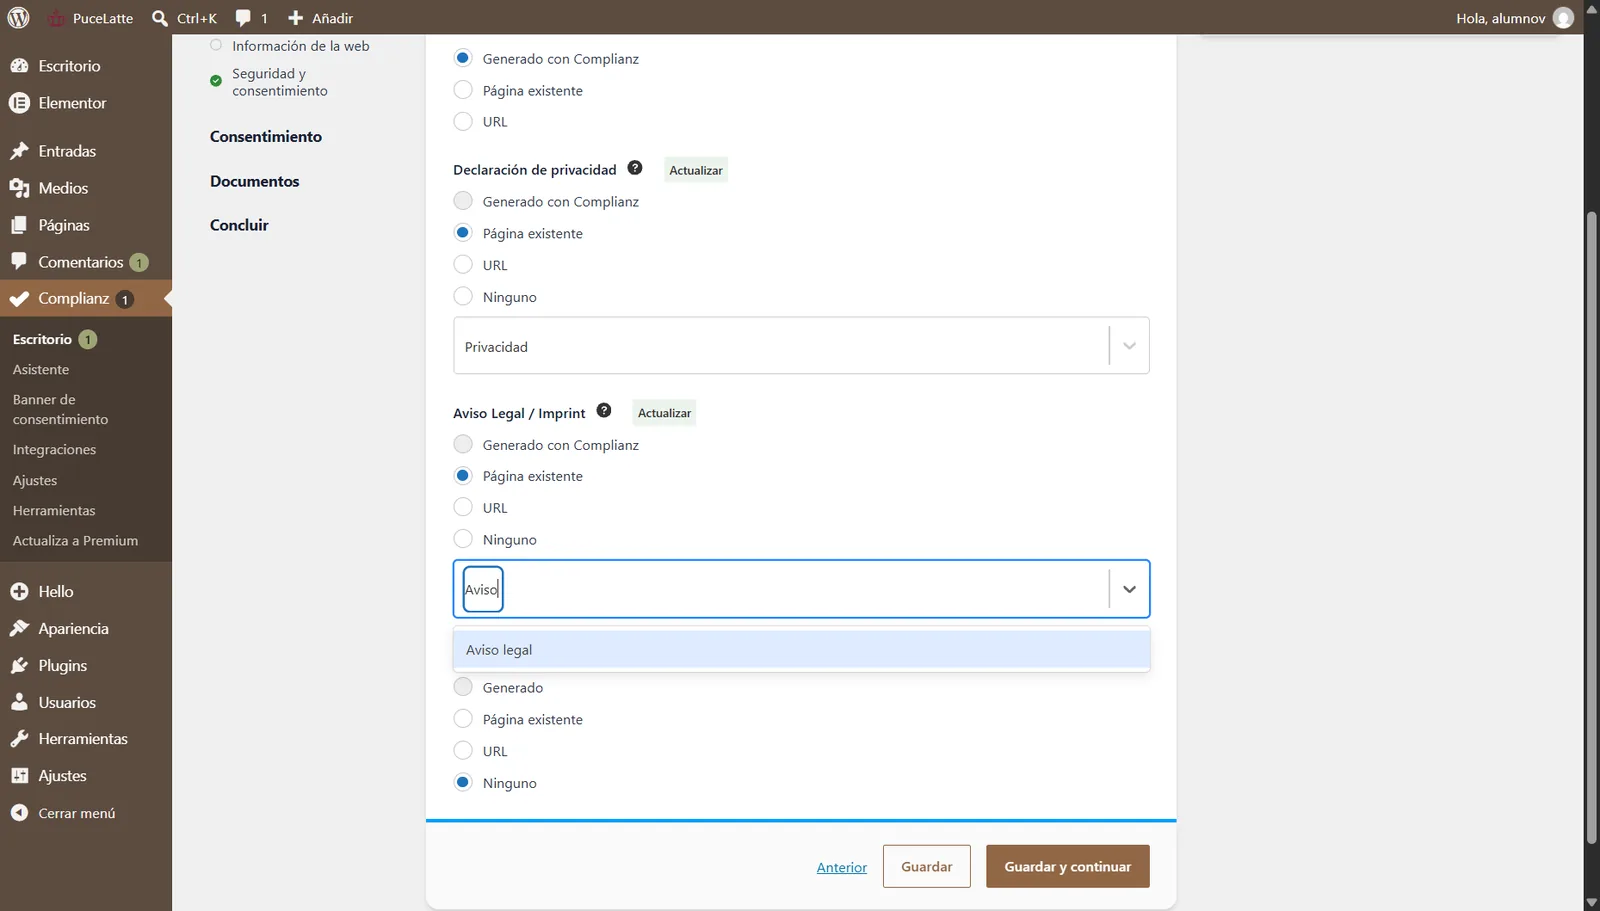 PuceLatte
Ctrl+K
1
Añadir
Hola, alumnov
Escritorio
Elementor
Entradas
Medios
Páginas
Comentarios 1
Complianz 1
Escritorio 1
Asistente
Banner de
consentimiento
Integraciones
Ajustes
Herramientas
Actualiza a Premium
Hello
Apariencia
Plugins
Usuarios
Herramientas
Ajustes
Cerrar menú
Información de la web
Seguridad y
consentimiento
Consentimiento
Documentos
Concluir
Generado con Complianz
Página existente
URL
Declaración de privacidad ? Actualizar
Generado con Complianz
Página existente
URL
Ninguno
Privacidad
Aviso Legal / Imprint ? Actualizar
Generado con Complianz
Página existente
URL
Ninguno
Aviso
Aviso legal
Generado
Página existente
URL
Ninguno
Anterior
Guardar
Guardar y continuar